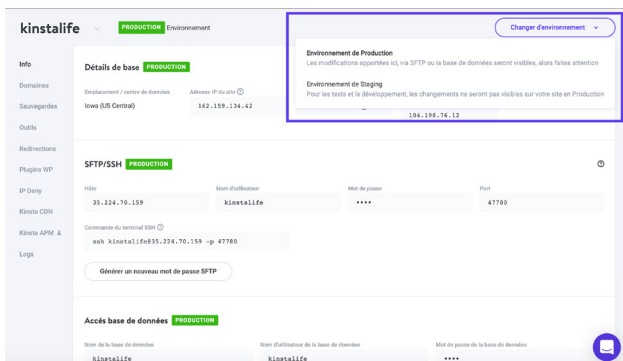 kinstalife PRODUCTION Environnement Changer d'environnement
Environnement de Production
Les modifications apportées ici, via SFTP ou la base de données seront visibles, alors faites attention
Environnement de Staging
Pour les tests et le développement, les changements ne seront pas visibles sur votre site en Production
Info
Domaines
Sauvegardes
Outils
Redirections
Plugins WP
IP Deny
Kinsta CDN
Kinsta APM
Logs
Détails de base PRODUCTION
Emplacement / centre de données Adresse IP du site
Iowa (US Central) 162.159.134.42
104.198.76.12
SFTP/SSH PRODUCTION
Hôte Nom d'utilisateur Mot de passe Port
35.224.70.159 kinstalife •••• 47780
Commande du terminal SSH
ssh kinstalife@35.224.70.159 -p 47780
Générer un nouveau mot de passe SFTP
Accés base de données PRODUCTION
Nom de la base de données Nom d'utilisateur de la base de données Mot de passe de la base de données
kinstalife kinstalife ••••